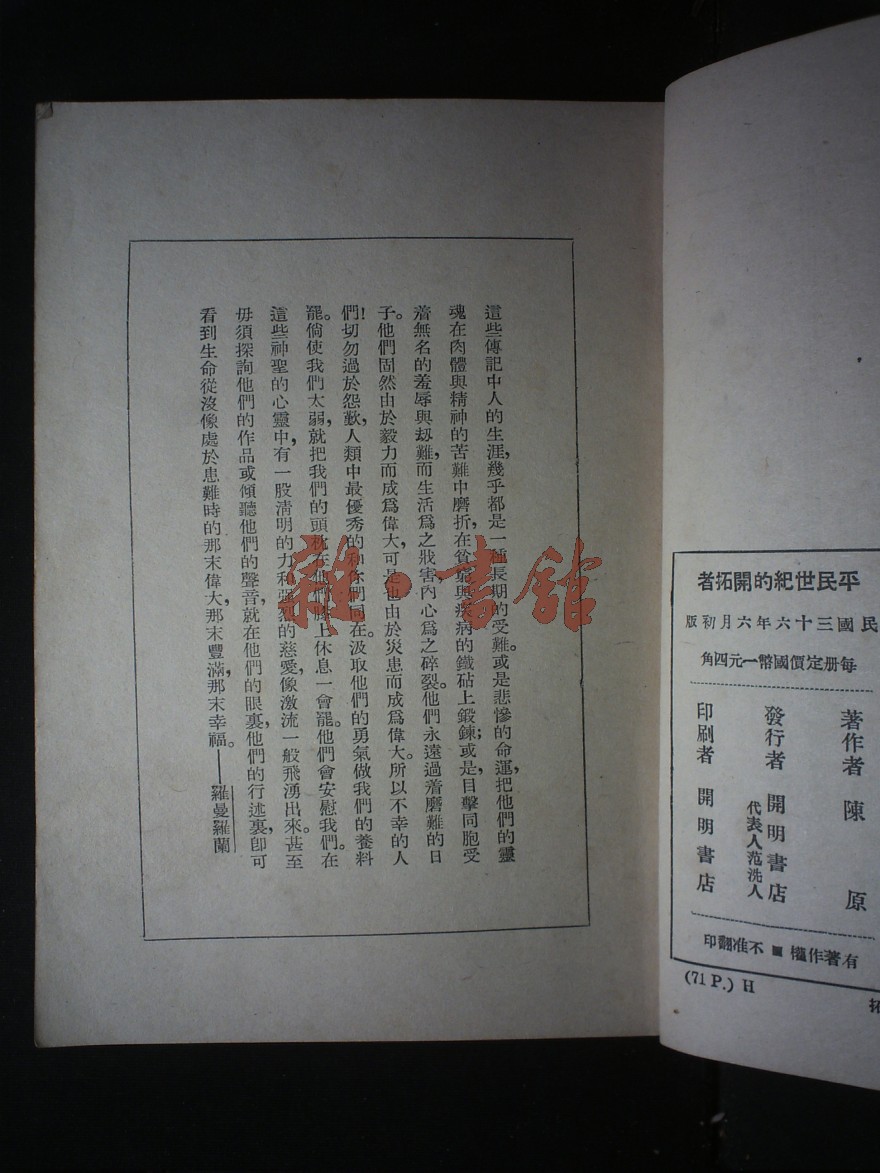 平民世紀的開拓者
民國三十六年六月初版
每册定價國幣一元四角
著作者 陳原
發行者 開明書店
代表人范洗人
印刷者 開明書店
有著作權■不准翻印
(71 P.) H
拓
這些傳記中人的生涯,幾乎都是一種長期的受難。或是悲慘的命運把他們的靈
魂在肉體與精神的苦難中磨折,在貧窮與疾病的鐵砧上鍛鍊;或是,目擊同胞受
着無名的羞辱與刼難,而生活爲之戕害,內心爲之碎裂。他們永遠過着磨難的日
子。他們固然由於毅力而成爲偉大,可是也由於災患而成爲偉大。所以不幸的人
們!切勿過於怨歎,人類中最優秀的和你們同在。汲取他們的勇氣做我們的養料
罷。倘使我們太弱,就把我們的頭枕在他們膝上休息一會罷。他們會安慰我們。在
這些神聖的心靈中,有一股清明的力和强烈的慈愛,像激流一般飛湧出來。甚至
毋須探詢他們的作品或傾聽他們的聲音,就在他們的眼裏,他們的行述裏,卽可
看到生命從沒像處於患難時的那末偉大,那末豐滿,那末幸福。——羅曼羅蘭
雜·書館